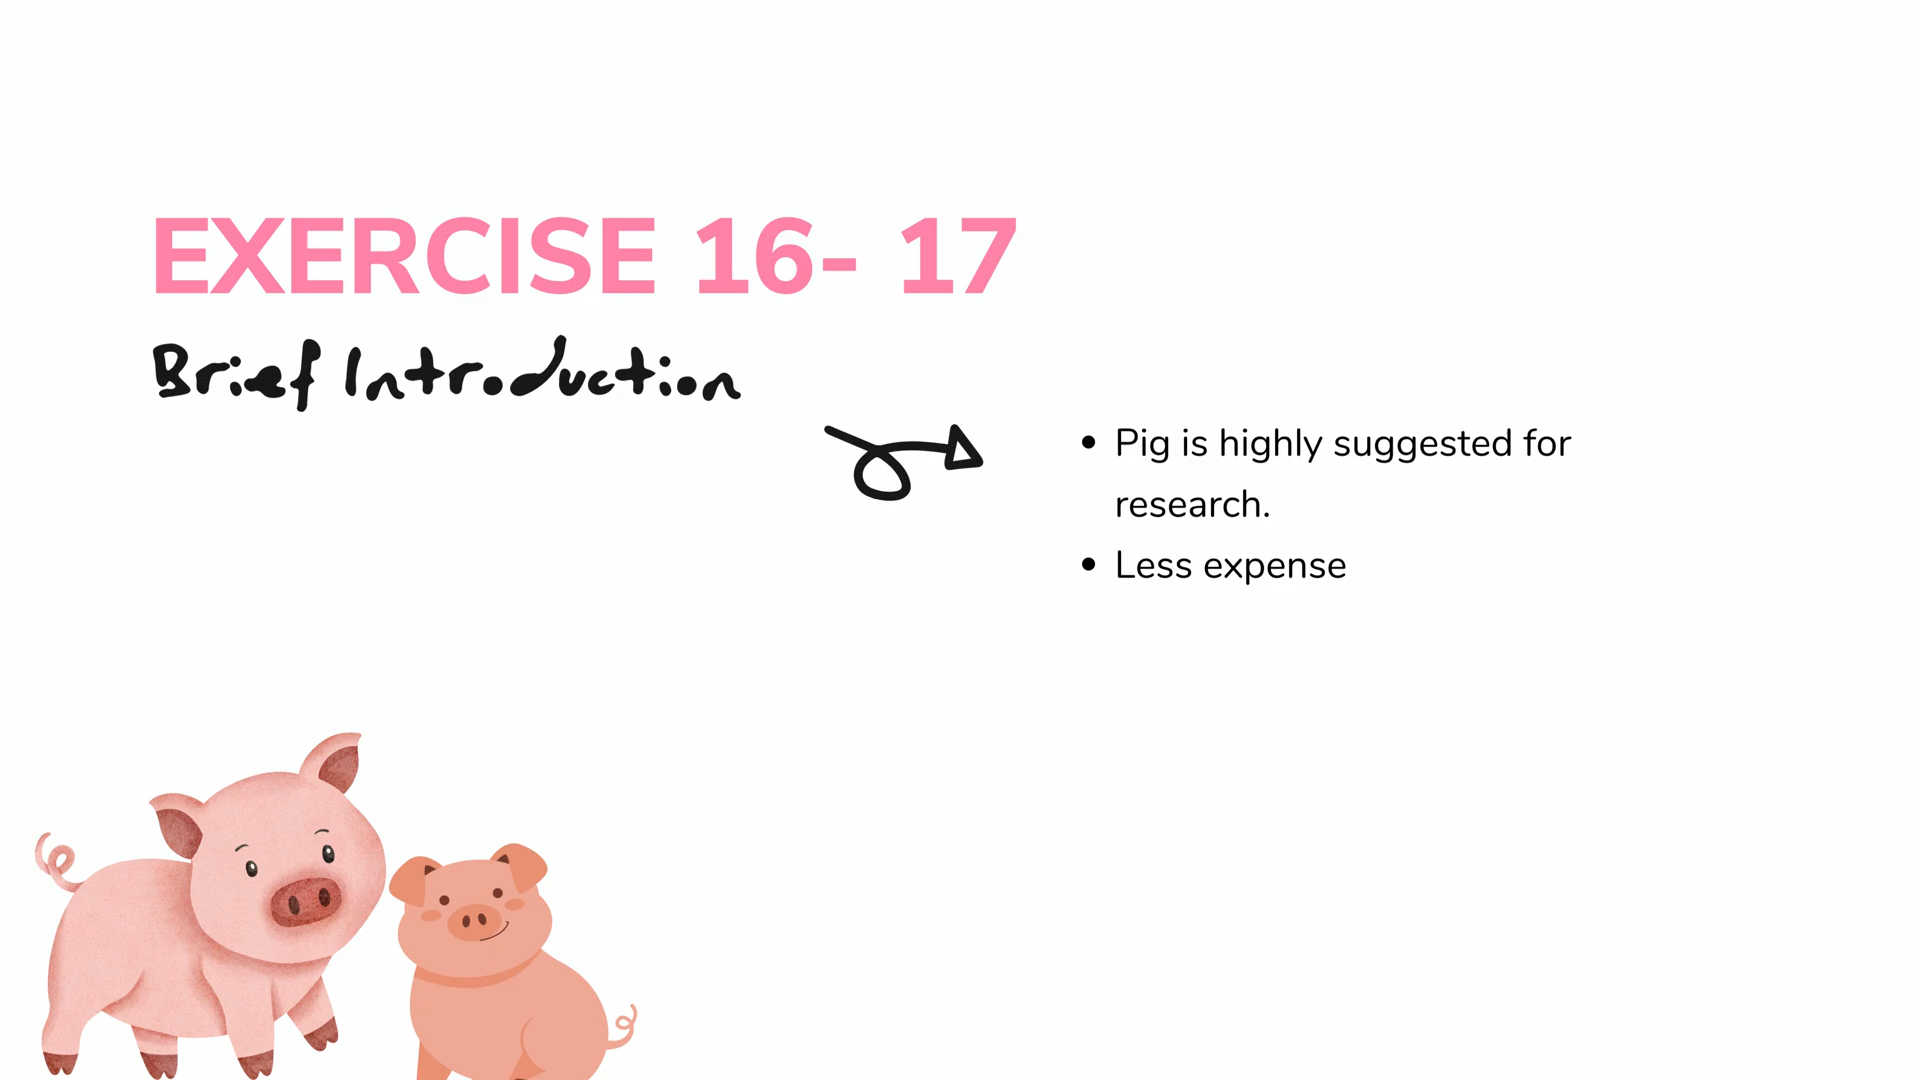 EXERCISE 16- 17
Brief Introduction
• Pig is highly suggested for
research.
• Less expense